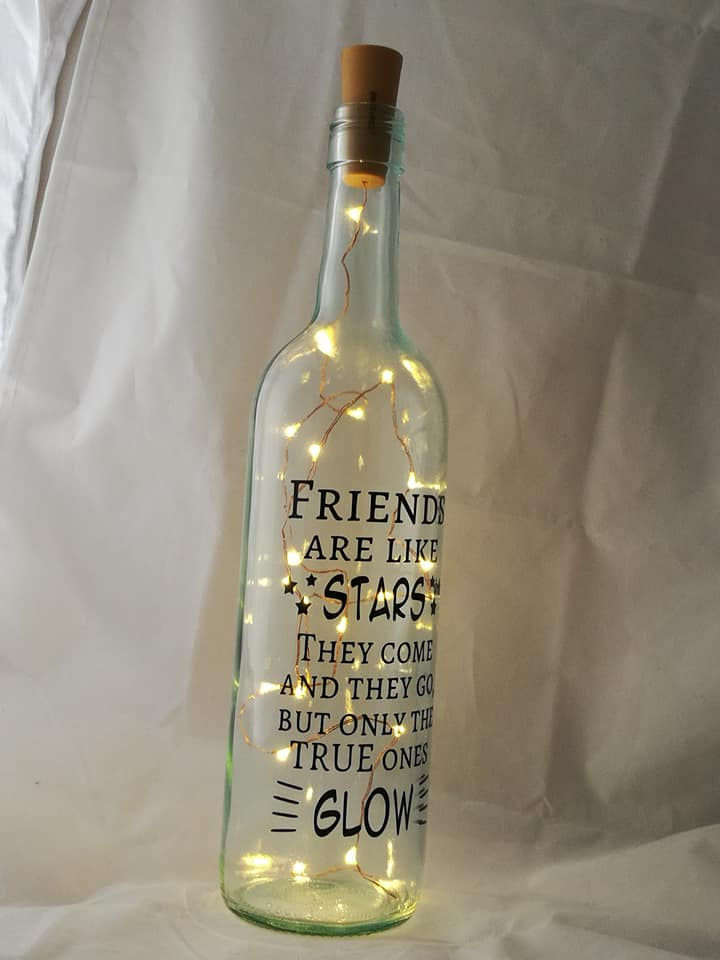 FRIENDS
ARE LIKE
STARS
THEY COME
AND THEY GO,
BUT ONLY THE
TRUE ONES
GLOW